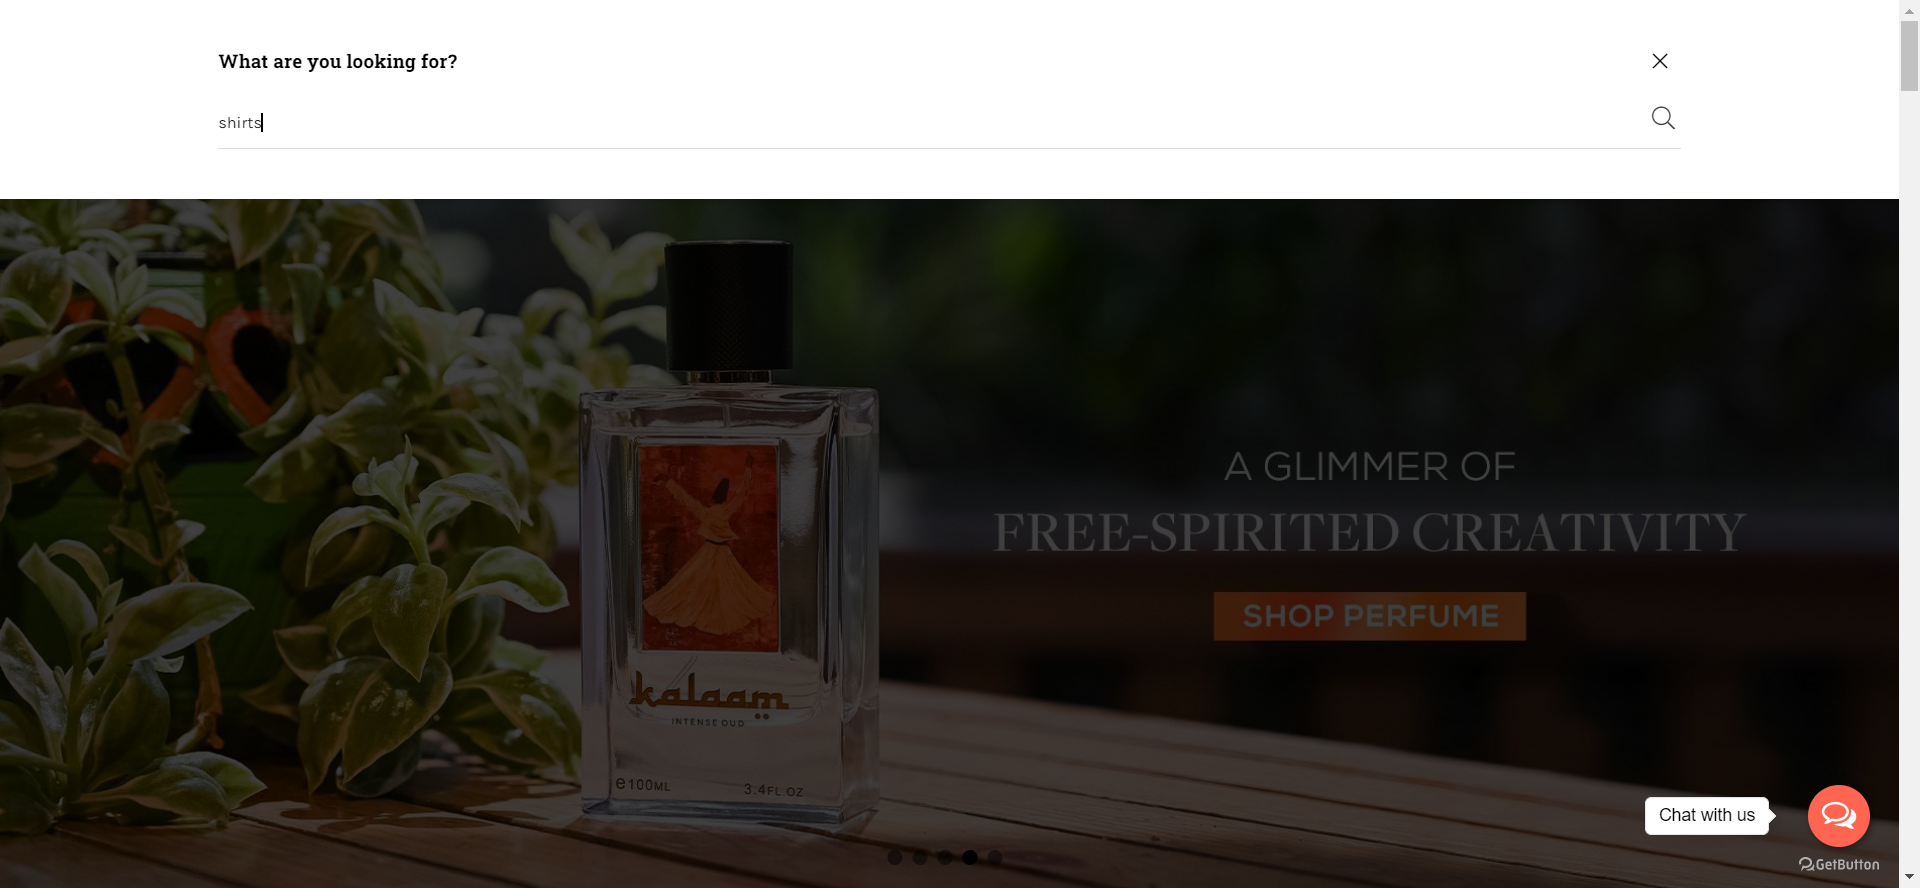 What are you looking for?
shirts
A GLIMMER OF
FREE-SPIRITED CREATIVITY
SHOP PERFUME
kalaam
INTENSE OUD
e100ML
3.4FL.OZ
Chat with us
GetButton